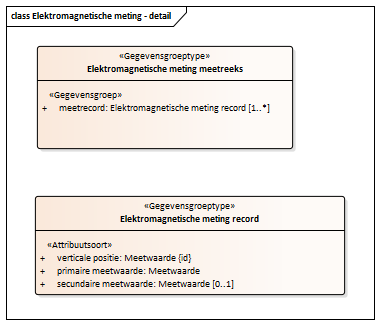 class Elektromagnetische meting - detail
«Gegevensgroeptype»
Elektromagnetische meting meetreeks
«Gegevensgroep»
+ meetrecord: Elektromagnetische meting record [1..*]
«Gegevensgroeptype»
Elektromagnetische meting record
«Attribuutsoort»
+ verticale positie: Meetwaarde {id}
+ primaire meetwaarde: Meetwaarde
+ secundaire meetwaarde: Meetwaarde [0..1]